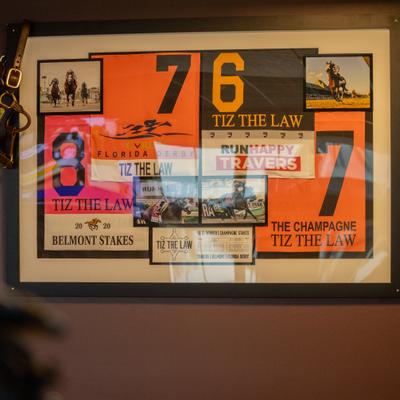 7
FLORIDA DERBY
TIZ THE LAW
6
TIZ THE LAW
RUNHAPPY
TRAVERS
8
TIZ THE LAW
20 20
BELMONT STAKES
7
THE CHAMPAGNE
TIZ THE LAW
TIZ THE LAW